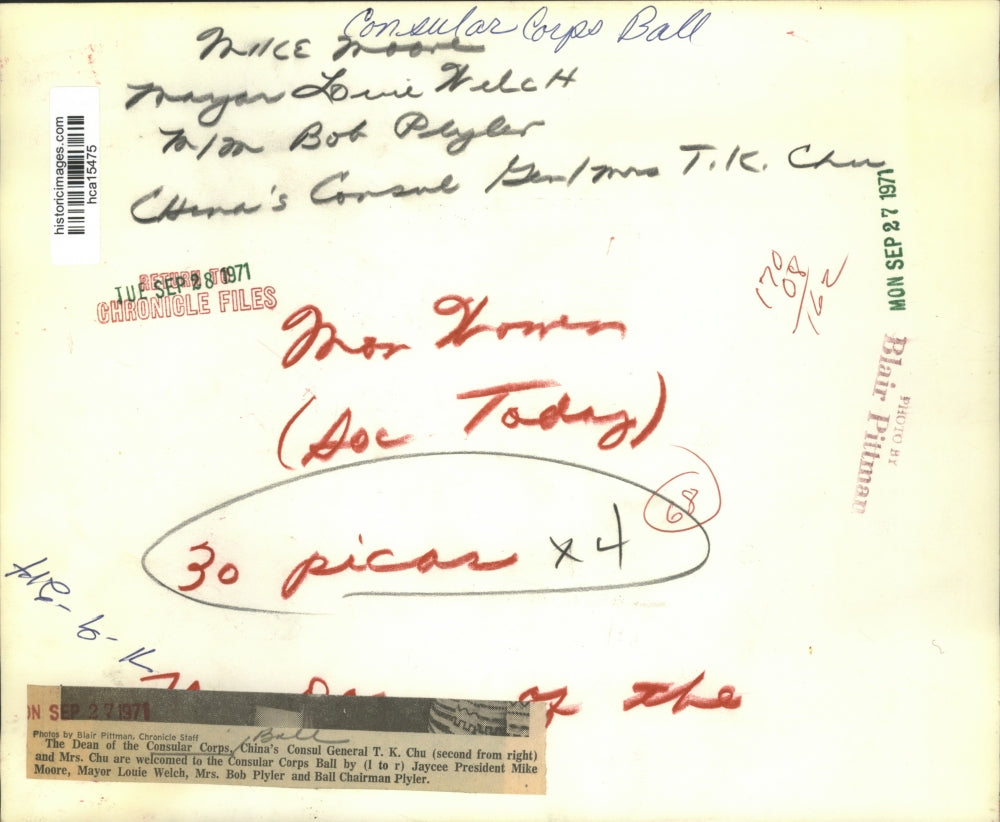 Consular Corps Ball
MIKE Moore
Mayor Louie Welch
M/M Bob Plyler
China's Consul Gen/Mrs T.K. Chu
historicimages.com
hca15475
MON SEP 27 1971
RETURN TO
TUE SEP 28 1971
CHRONICLE FILES
PHOTO BY
Blair Pittman
Mon Women
(Soc Today)
68
30 picas x 4
of the
ON SEP 27 1971
Ball
Photos by Blair Pittman, Chronicle Staff
The Dean of the Consular Corps, China's Consul General T. K. Chu (second from right)
and Mrs. Chu are welcomed to the Consular Corps Ball by (l to r) Jaycee President Mike
Moore, Mayor Louie Welch, Mrs. Bob Plyler and Ball Chairman Plyler.